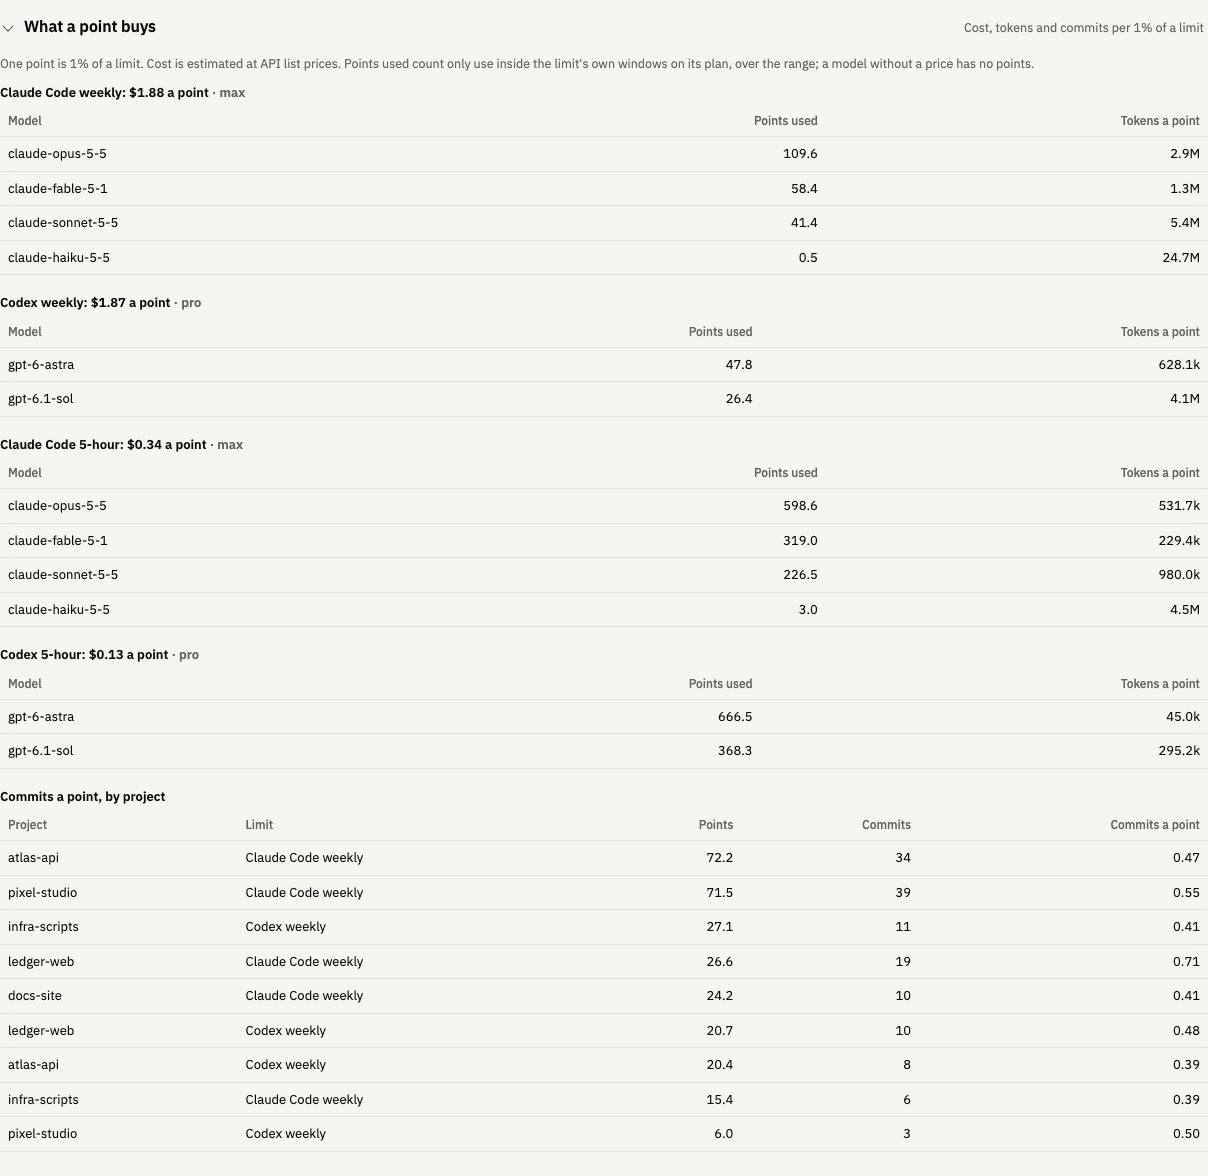 What a point buys
Cost, tokens and commits per 1% of a limit
One point is 1% of a limit. Cost is estimated at API list prices. Points used count only use inside the limit's own windows on its plan, over the range; a model without a price has no points.
Claude Code weekly: $1.88 a point · max
Model Points used Tokens a point
claude-opus-5-5 109.6 2.9M
claude-fable-5-1 58.4 1.3M
claude-sonnet-5-5 41.4 5.4M
claude-haiku-5-5 0.5 24.7M
Codex weekly: $1.87 a point · pro
Model Points used Tokens a point
gpt-6-astra 47.8 628.1k
gpt-6.1-sol 26.4 4.1M
Claude Code 5-hour: $0.34 a point · max
Model Points used Tokens a point
claude-opus-5-5 598.6 531.7k
claude-fable-5-1 319.0 229.4k
claude-sonnet-5-5 226.5 980.0k
claude-haiku-5-5 3.0 4.5M
Codex 5-hour: $0.13 a point · pro
Model Points used Tokens a point
gpt-6-astra 666.5 45.0k
gpt-6.1-sol 368.3 295.2k
Commits a point, by project
Project Limit Points Commits Commits a point
atlas-api Claude Code weekly 72.2 34 0.47
pixel-studio Claude Code weekly 71.5 39 0.55
infra-scripts Codex weekly 27.1 11 0.41
ledger-web Claude Code weekly 26.6 19 0.71
docs-site Claude Code weekly 24.2 10 0.41
ledger-web Codex weekly 20.7 10 0.48
atlas-api Codex weekly 20.4 8 0.39
infra-scripts Claude Code weekly 15.4 6 0.39
pixel-studio Codex weekly 6.0 3 0.50